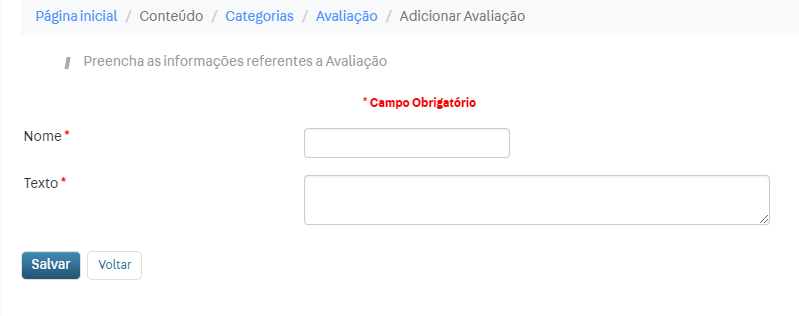 Página inicial / Conteúdo / Categorias / Avaliação / Adicionar Avaliação
Preencha as informações referentes a Avaliação
* Campo Obrigatório
Nome *
Texto *
Salvar Voltar